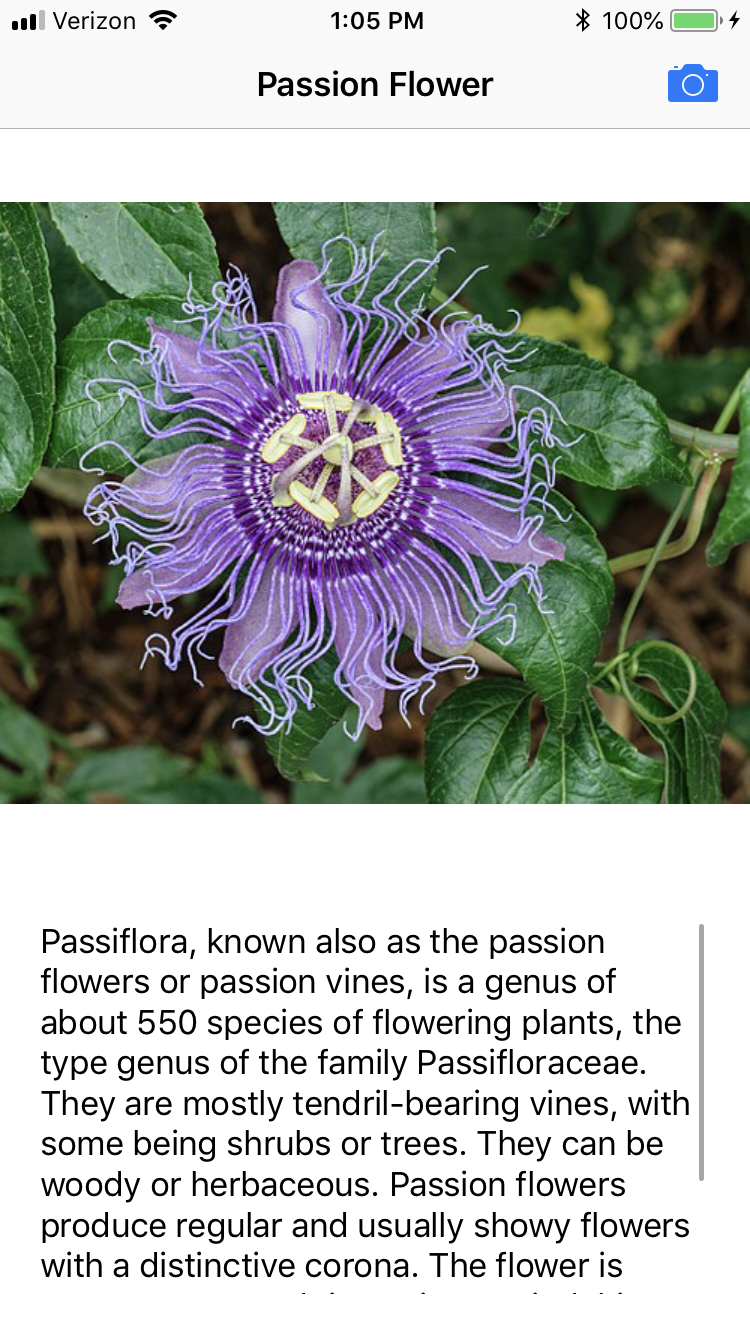 Verizon 1:05 PM 100%
Passion Flower
Passiflora, known also as the passion
flowers or passion vines, is a genus of
about 550 species of flowering plants, the
type genus of the family Passifloraceae.
They are mostly tendril-bearing vines, with
some being shrubs or trees. They can be
woody or herbaceous. Passion flowers
produce regular and usually showy flowers
with a distinctive corona. The flower is